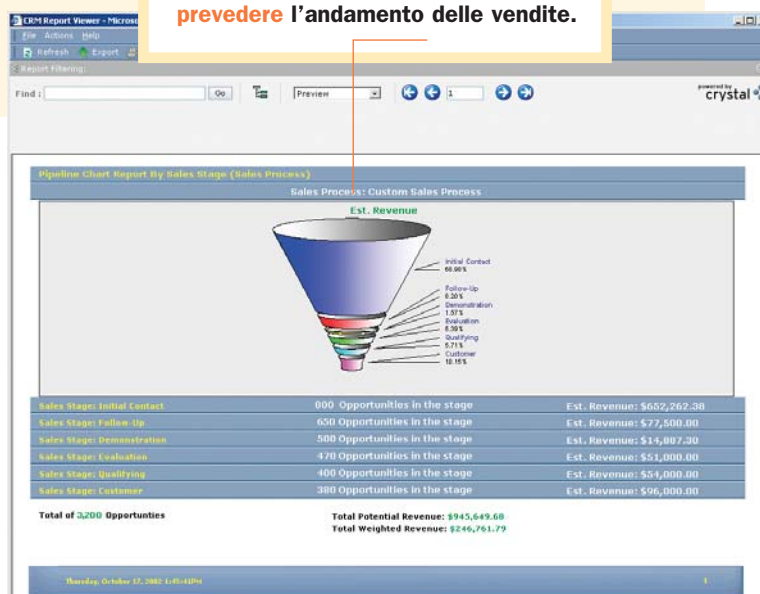 prevedere l'andamento delle vendite.
CRM Report Viewer - Microso
File Actions Help
Refresh Export
Report Filtering:
Find : Go Preview 1
powered by
crystal
Pipeline Chart Report By Sales Stage (Sales Process)
Sales Process: Custom Sales Process
Est. Revenue
Initial Contact
Follow-Up
Demonstration
1.57%
Evaluation
Qualifying
5.71%
Customer
10.15%
Sales Stage: Initial Contact 800 Opportunities in the stage Est. Revenue: $652,262.38
Sales Stage: Follow-Up 650 Opportunities in the stage Est. Revenue: $77,500.00
Sales Stage: Demonstration 500 Opportunities in the stage Est. Revenue: $14,887.30
Sales Stage: Evaluation 470 Opportunities in the stage Est. Revenue: $51,000.00
Sales Stage: Qualifying 400 Opportunities in the stage Est. Revenue: $54,000.00
Sales Stage: Customer 380 Opportunities in the stage Est. Revenue: $96,000.00
Total of 3,200 Opportunties Total Potential Revenue: $945,649.68
Total Weighted Revenue: $246,761.79
Thursday, October 17, 2002 1:45:41PM 1